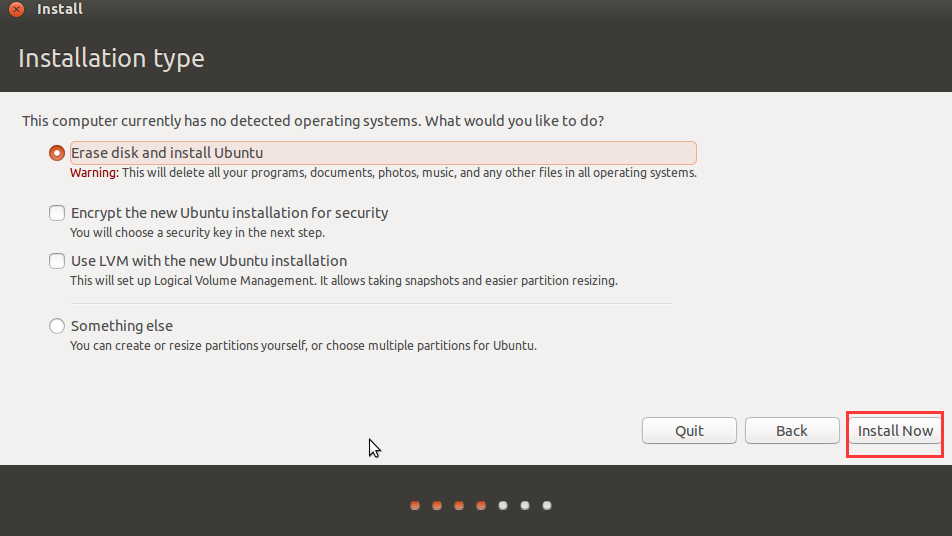 Install
Installation type
This computer currently has no detected operating systems. What would you like to do?
Erase disk and install Ubuntu
Warning: This will delete all your programs, documents, photos, music, and any other files in all operating systems.
Encrypt the new Ubuntu installation for security
You will choose a security key in the next step.
Use LVM with the new Ubuntu installation
This will set up Logical Volume Management. It allows taking snapshots and easier partition resizing.
Something else
You can create or resize partitions yourself, or choose multiple partitions for Ubuntu.
Quit
Back
Install Now